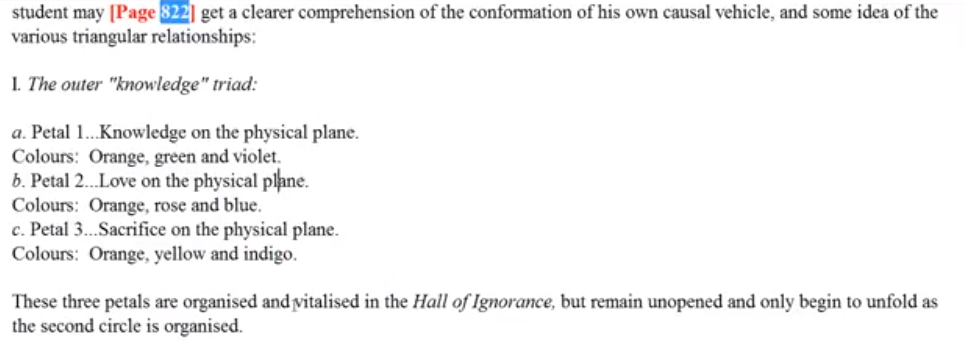 student may [Page 822] get a clearer comprehension of the conformation of his own causal vehicle, and some idea of the
various triangular relationships:
I. The outer "knowledge" triad:
a. Petal 1...Knowledge on the physical plane.
Colours: Orange, green and violet.
b. Petal 2...Love on the physical plane.
Colours: Orange, rose and blue.
c. Petal 3...Sacrifice on the physical plane.
Colours: Orange, yellow and indigo.
These three petals are organised and vitalised in the Hall of Ignorance, but remain unopened and only begin to unfold as
the second circle is organised.